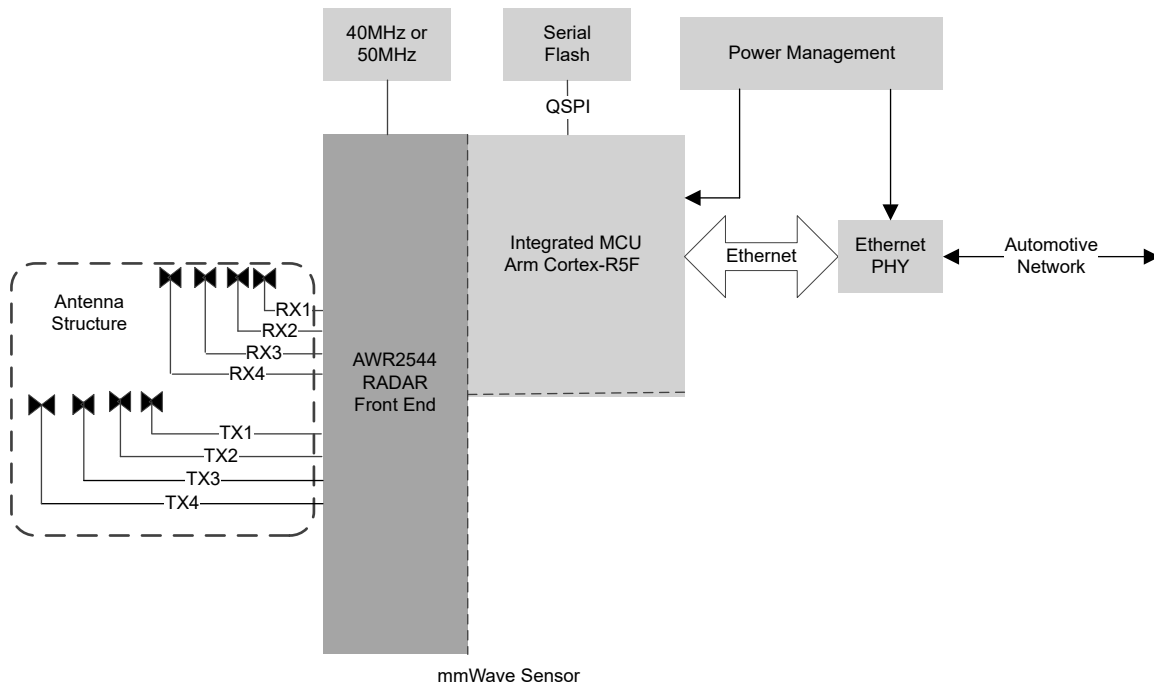 40MHz or
50MHz
Serial
Flash
Power Management
QSPI
Integrated MCU
Arm Cortex-R5F
Ethernet
Ethernet
PHY
Automotive
Network
Antenna
Structure
RX1
RX2
RX3
RX4
AWR2544
RADAR
Front End
TX1
TX2
TX3
TX4
mmWave Sensor